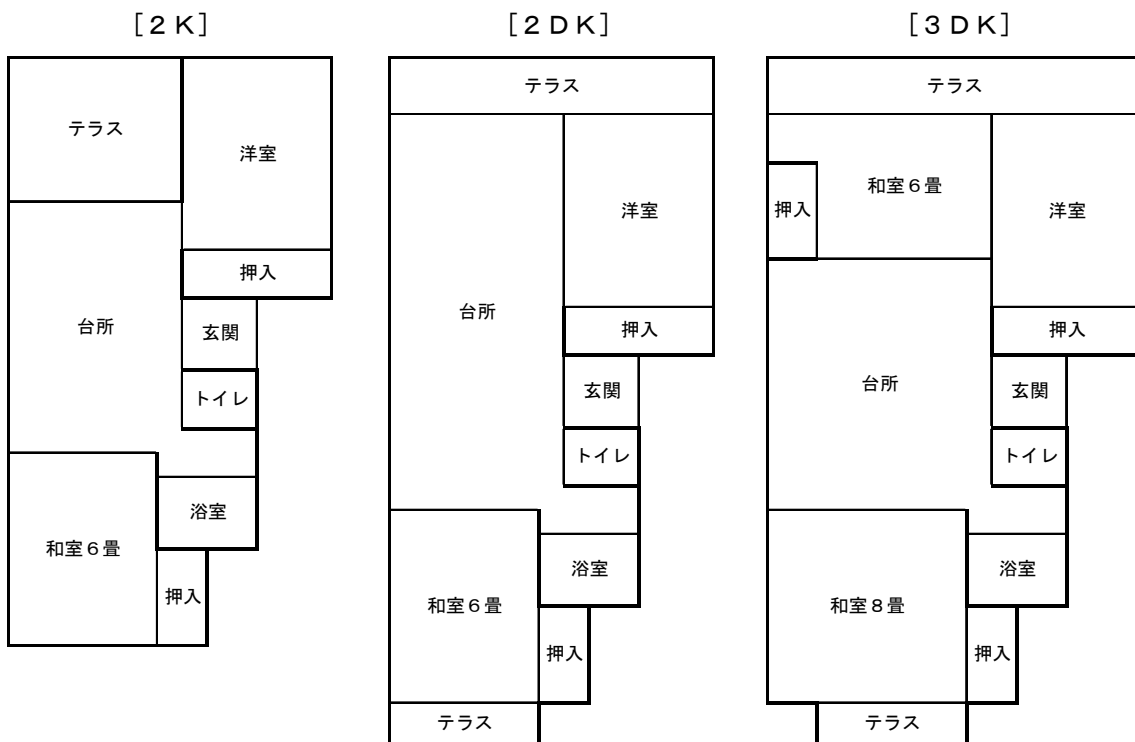 [２Ｋ]
テラス
洋室
押入
台所
玄関
トイレ
浴室
和室６畳
押入
[２ＤＫ]
テラス
洋室
台所
押入
玄関
トイレ
浴室
和室６畳
押入
テラス
[３ＤＫ]
テラス
和室６畳
押入
洋室
押入
台所
玄関
トイレ
浴室
和室８畳
押入
テラス